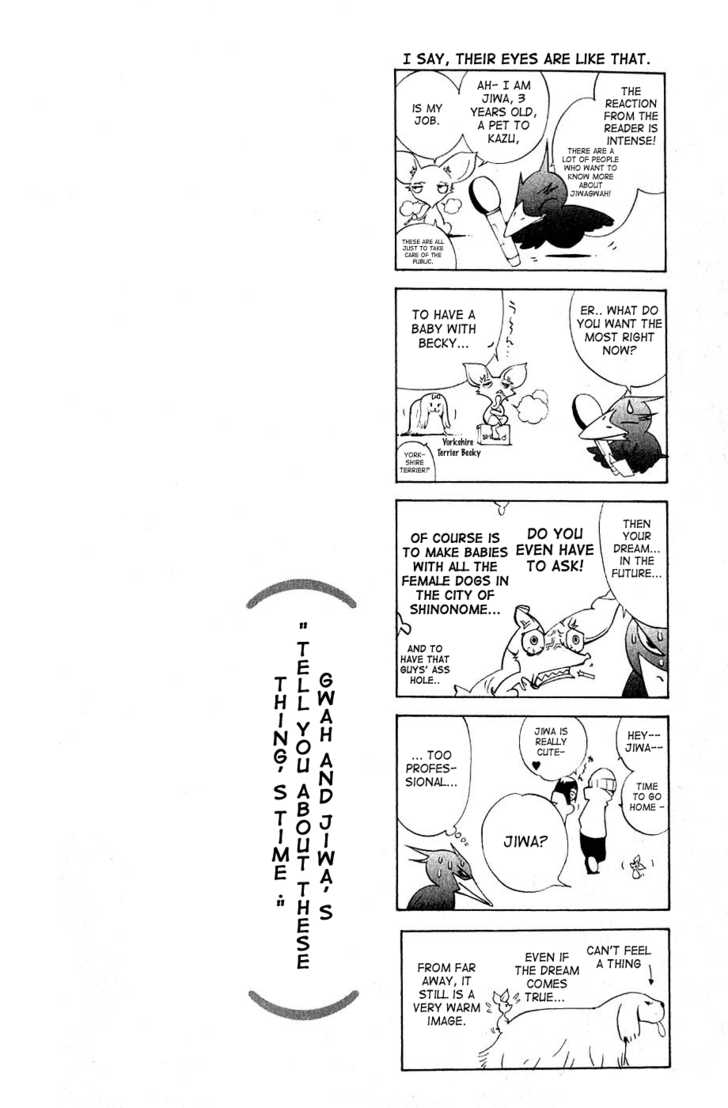 I SAY, THEIR EYES ARE LIKE THAT.
THE
REACTION
FROM THE
READER IS
INTENSE!
THERE ARE A
LOT OF PEOPLE
WHO WANT TO
KNOW MORE
ABOUT
JIWAGWAH!
AH- I AM
JIWA, 3
YEARS OLD,
A PET TO
KAZU,
IS MY
JOB.
THESE ARE ALL
JUST TO TAKE
CARE OF THE
PUBLIC.
ER.. WHAT DO
YOU WANT THE
MOST RIGHT
NOW?
TO HAVE A
BABY WITH
BECKY...
Yorkshire
Terrier Becky
YORK-
SHIRE
TERRIER?
THEN
YOUR
DREAM...
IN THE
FUTURE...
DO YOU
EVEN HAVE
TO ASK!
OF COURSE IS
TO MAKE BABIES
WITH ALL THE
FEMALE DOGS IN
THE CITY OF
SHINONOME...
AND TO
HAVE THAT
GUYS' ASS
HOLE..
HEY--
JIWA--
TIME
TO GO
HOME -
JIWA IS
REALLY
CUTE-
♥
JIWA?
... TOO
PROFES-
SIONAL...
CAN'T FEEL
A THING
EVEN IF
THE DREAM
COMES
TRUE...
FROM FAR
AWAY, IT
STILL IS A
VERY WARM
IMAGE.
GWAH AND JIWA'S
"TELL YOU ABOUT THESE
THING'S TIME."